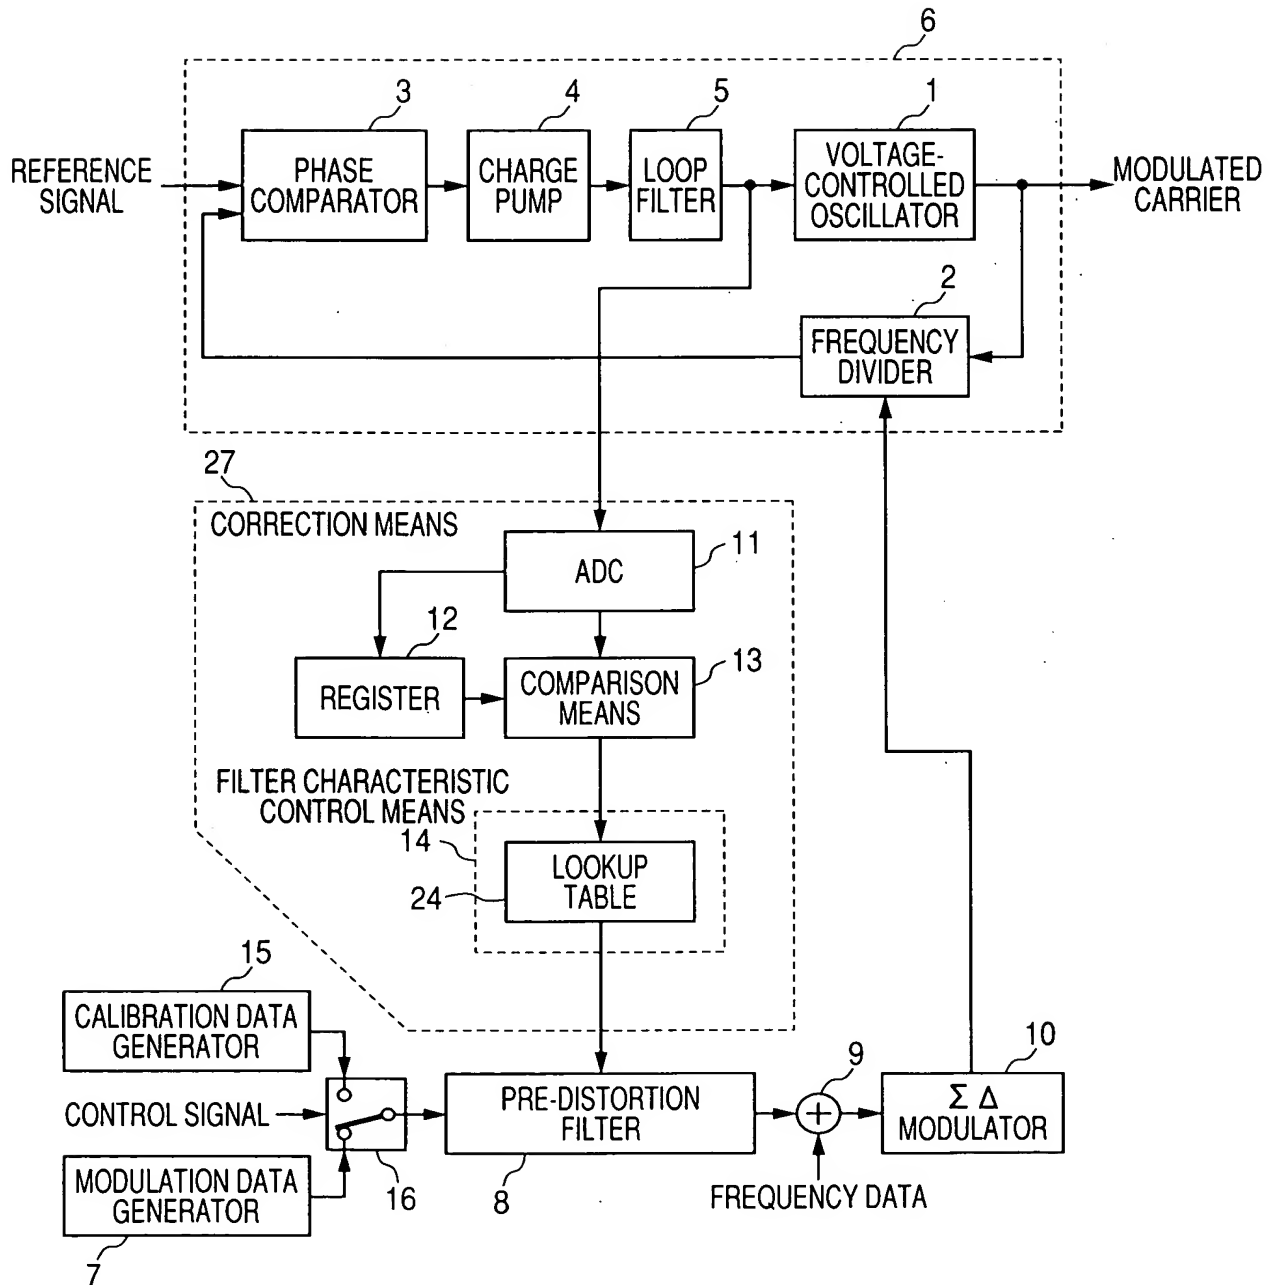 6
3
4
5
1
REFERENCE
SIGNAL
PHASE
COMPARATOR
CHARGE
PUMP
LOOP
FILTER
VOLTAGE-
CONTROLLED
OSCILLATOR
MODULATED
CARRIER
2
FREQUENCY
DIVIDER
27
CORRECTION MEANS
ADC
11
12
REGISTER
COMPARISON
MEANS
13
FILTER CHARACTERISTIC
CONTROL MEANS
14
LOOKUP
TABLE
24
15
CALIBRATION DATA
GENERATOR
CONTROL SIGNAL
MODULATION DATA
GENERATOR
7
16
PRE-DISTORTION
FILTER
8
9
+
FREQUENCY DATA
10
Σ Δ
MODULATOR